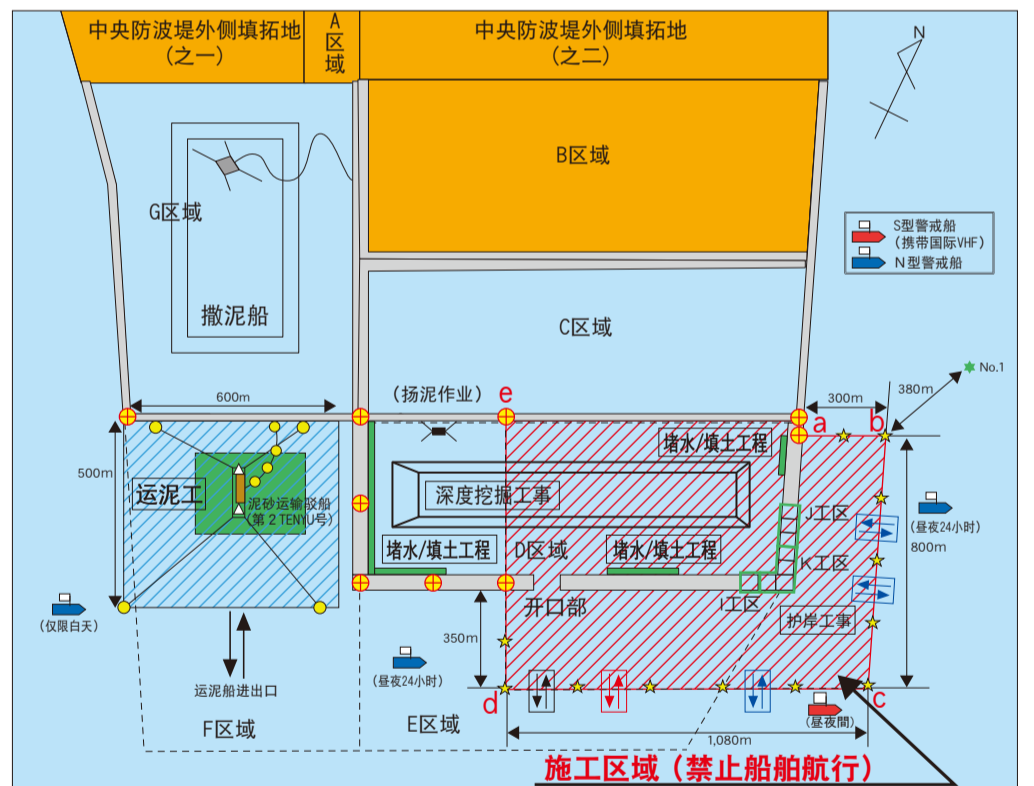 中央防波堤外侧填拓地
(之一)
A
区
域
中央防波堤外侧填拓地
(之二)
N
B区域
G区域
S型警戒船
(携带国际VHF)
N型警戒船
撒泥船
C区域
No.1
380m
600m
(扬泥作业)
e
300m
a
b
堵水/填土工程
500m
运泥工
泥砂运输驳船
(第2TENYU号)
深度挖掘工事
J工区
(昼夜24小时)
800m
堵水/填土工程
D区域
堵水/填土工程
K工区
I工区
开口部
护岸工事
(仅限白天)
350m
(昼夜24小时)
运泥船进出口
d
c
(昼夜間)
F区域
E区域
1,080m
施工区域(禁止船舶航行)